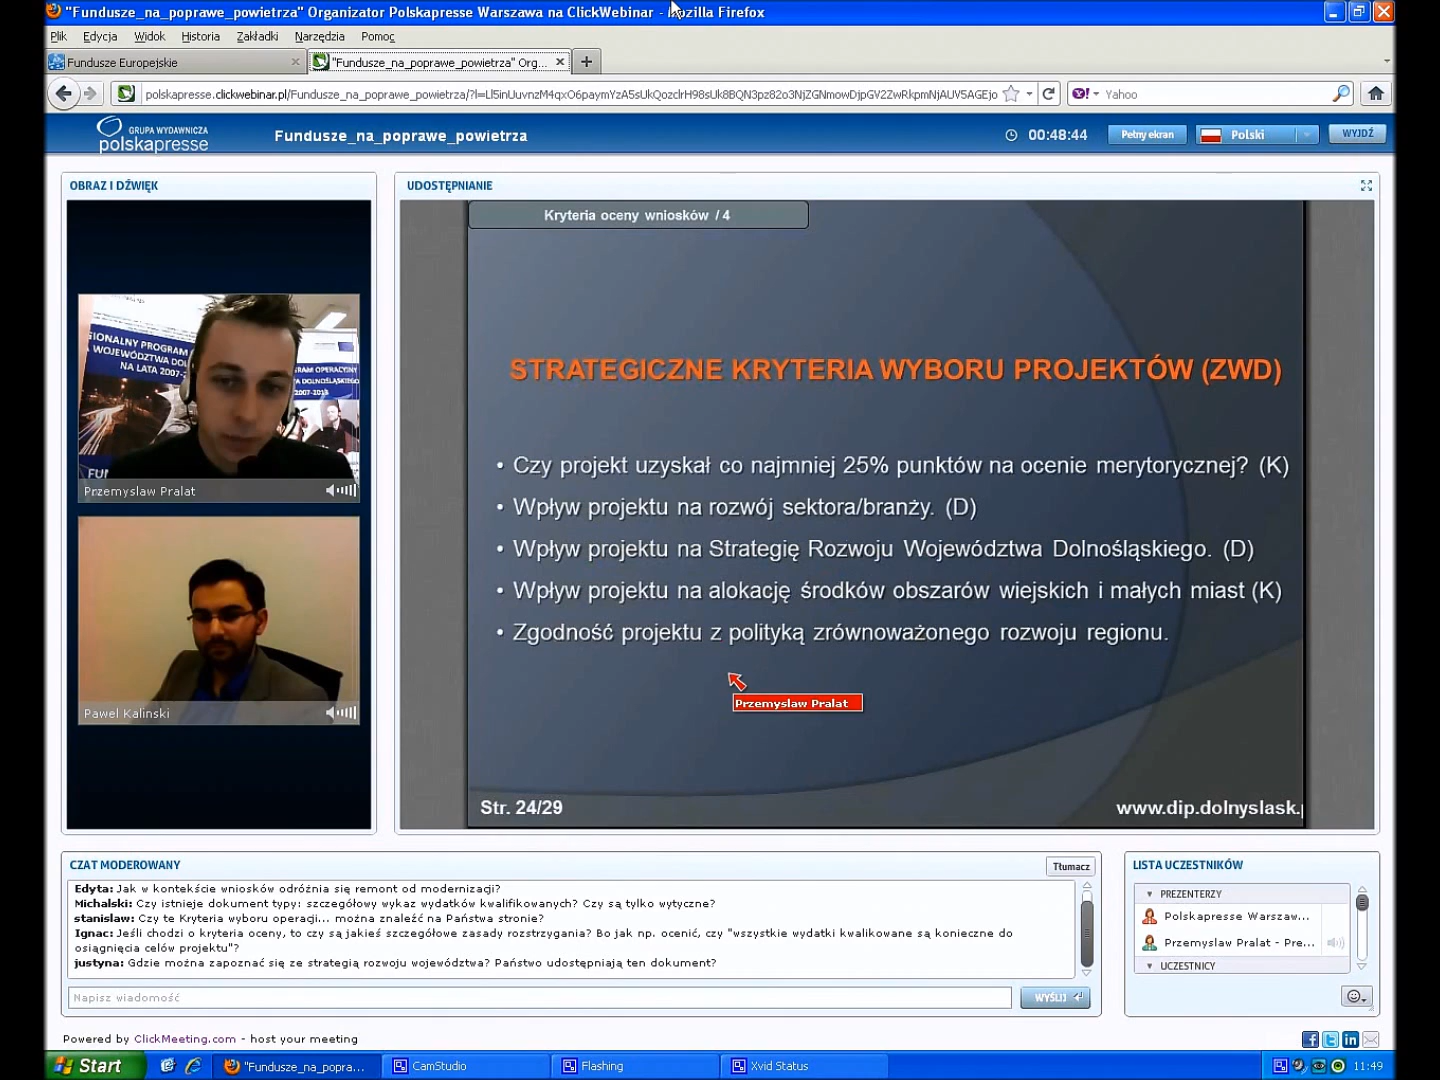 "Fundusze_na_poprawe_powietrza" Organizator Polskapresse Warszawa na ClickWebinar - Mozilla Firefox
Plik Edycja Widok Historia Zakładki Narzędzia Pomoc
Fundusze Europejskie
"Fundusze_na_poprawe_powietrza" Org...
Yahoo
GRUPA WYDAWNICZA
polskapresse
Fundusze_na_poprawe_powietrza
00:48:44
Pełny ekran
Polski
WYJDŹ
OBRAZ I DŹWIĘK
Przemyslaw Pralat
Pawel Kalinski
UDOSTĘPNIANIE
Kryteria oceny wniosków / 4
STRATEGICZNE KRYTERIA WYBORU PROJEKTÓW (ZWD)
• Czy projekt uzyskał co najmniej 25% punktów na ocenie merytorycznej? (K)
• Wpływ projektu na rozwój sektora/branży. (D)
• Wpływ projektu na Strategię Rozwoju Województwa Dolnośląskiego. (D)
• Wpływ projektu na alokację środków obszarów wiejskich i małych miast (K)
• Zgodność projektu z polityką zrównoważonego rozwoju regionu.
Przemyslaw Pralat
Str. 24/29
www.dip.dolnyslask.
CZAT MODEROWANY
Tłumacz
Edyta: Jak w kontekście wniosków odróżnia się remont od modernizacji?
Michalski: Czy istnieje dokument typy: szczegółowy wykaz wydatków kwalifikowanych? Czy są tylko wytyczne?
stanislaw: Czy te Kryteria wyboru operacji... można znaleźć na Państwa stronie?
Ignac: Jeśli chodzi o kryteria oceny, to czy są jakieś szczegółowe zasady rozstrzygania? Bo jak np. ocenić, czy "wszystkie wydatki kwalikowane są konieczne do
osiągnięcia celów projektu"?
justyna: Gdzie można zapoznać się ze strategią rozwoju województwa? Państwo udostępniają ten dokument?
Napisz wiadomość
WYŚLIJ
LISTA UCZESTNIKÓW
PREZENTERZY
Polskapresse Warszaw...
Przemyslaw Pralat - Pre...
UCZESTNICY
Powered by ClickMeeting.com - host your meeting
Start
"Fundusze_na_popra...
CamStudio
Flashing
Xvid Status
11:49